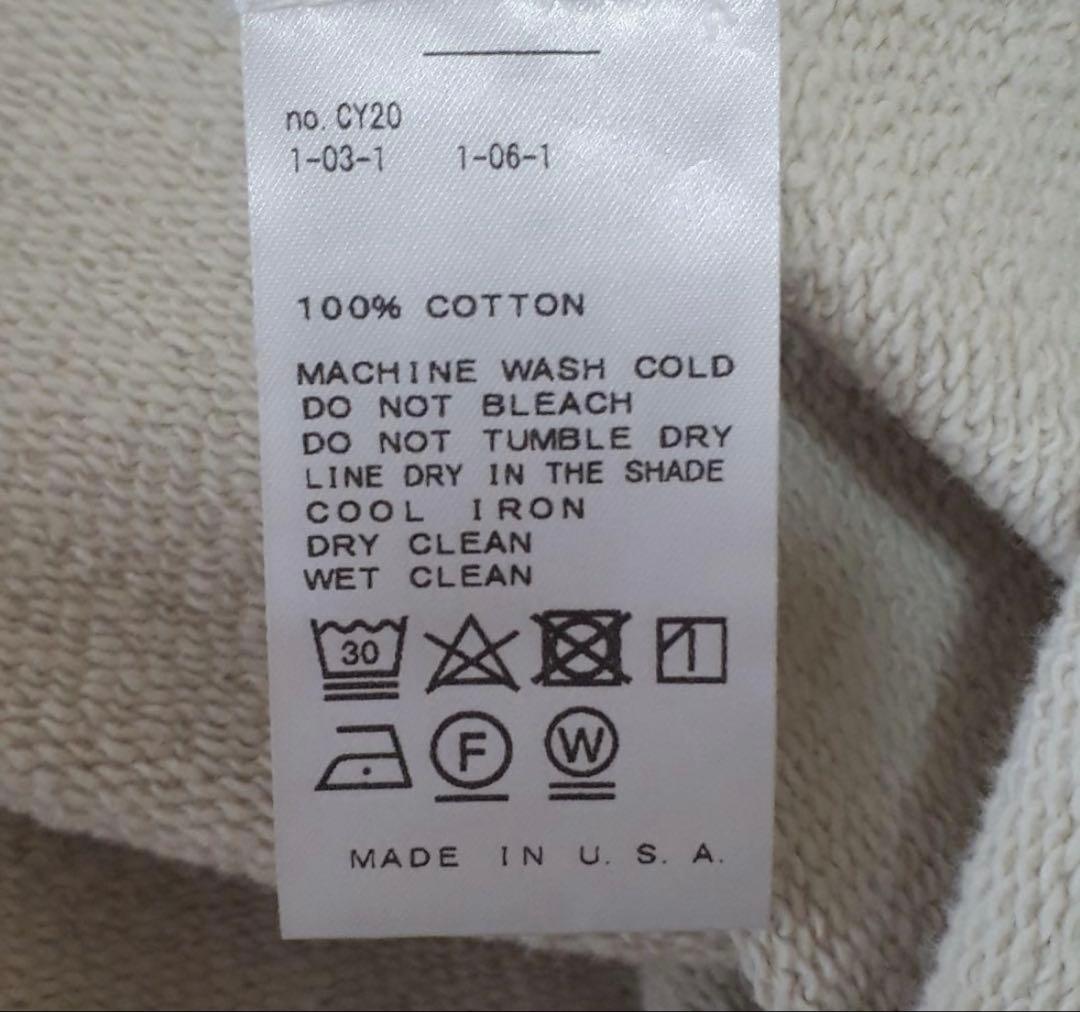 no. CY20
1-03-1 1-06-1
100% COTTON
MACHINE WASH COLD
DO NOT BLEACH
DO NOT TUMBLE DRY
LINE DRY IN THE SHADE
COOL IRON
DRY CLEAN
WET CLEAN
30
F W
MADE IN U. S. A.